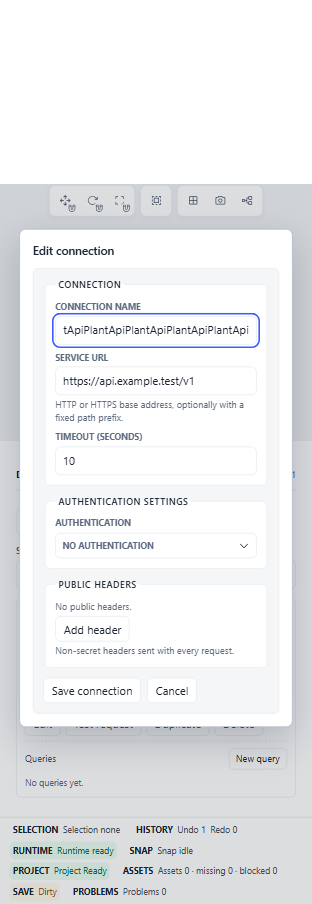 Edit connection
CONNECTION
CONNECTION NAME
tApiPlantApiPlantApiPlantApiPlantApi
SERVICE URL
https://api.example.test/v1
HTTP or HTTPS base address, optionally with a
fixed path prefix.
TIMEOUT (SECONDS)
10
AUTHENTICATION SETTINGS
AUTHENTICATION
NO AUTHENTICATION
PUBLIC HEADERS
No public headers.
Add header
Non-secret headers sent with every request.
Save connection Cancel
Queries New query
No queries yet.
SELECTION Selection none HISTORY Undo 1 Redo 0
RUNTIME Runtime ready SNAP Snap idle
PROJECT Project Ready ASSETS Assets 0 · missing 0 · blocked 0
SAVE Dirty PROBLEMS Problems 0